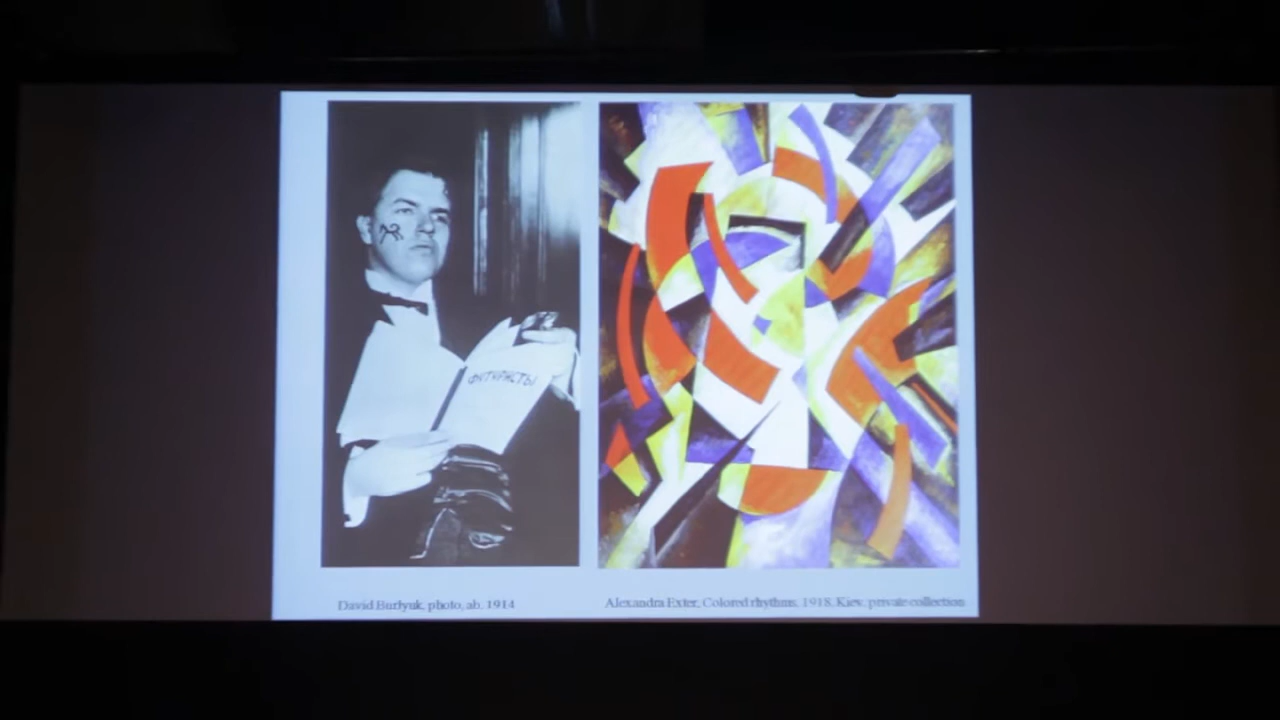 ФУТУРИСТЫ
David Burlyuk, photo, ab. 1914
Alexandra Exter, Colored rhythms, 1918, Kiev, private collection